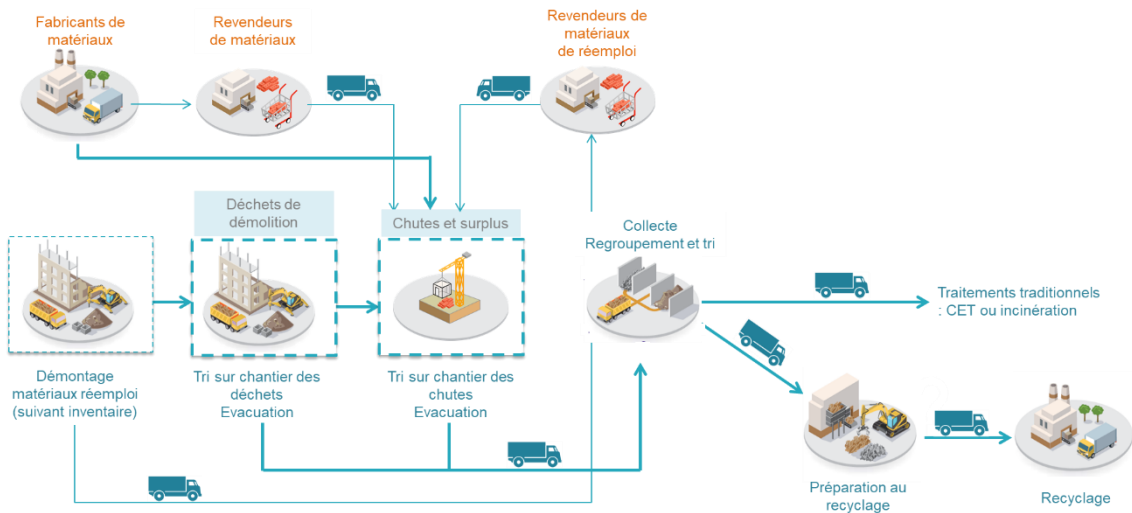 Fabricants de
matériaux
Revendeurs
de matériaux
Revendeurs de
matériaux
de réemploi
Déchets de
démolition
Chutes et surplus
Collecte
Regroupement et tri
Traitements traditionnels
: CET ou incinération
Démontage
matériaux réemploi
(suivant inventaire)
Tri sur chantier des
déchets
Evacuation
Tri sur chantier des
chutes
Evacuation
Préparation au
recyclage
Recyclage